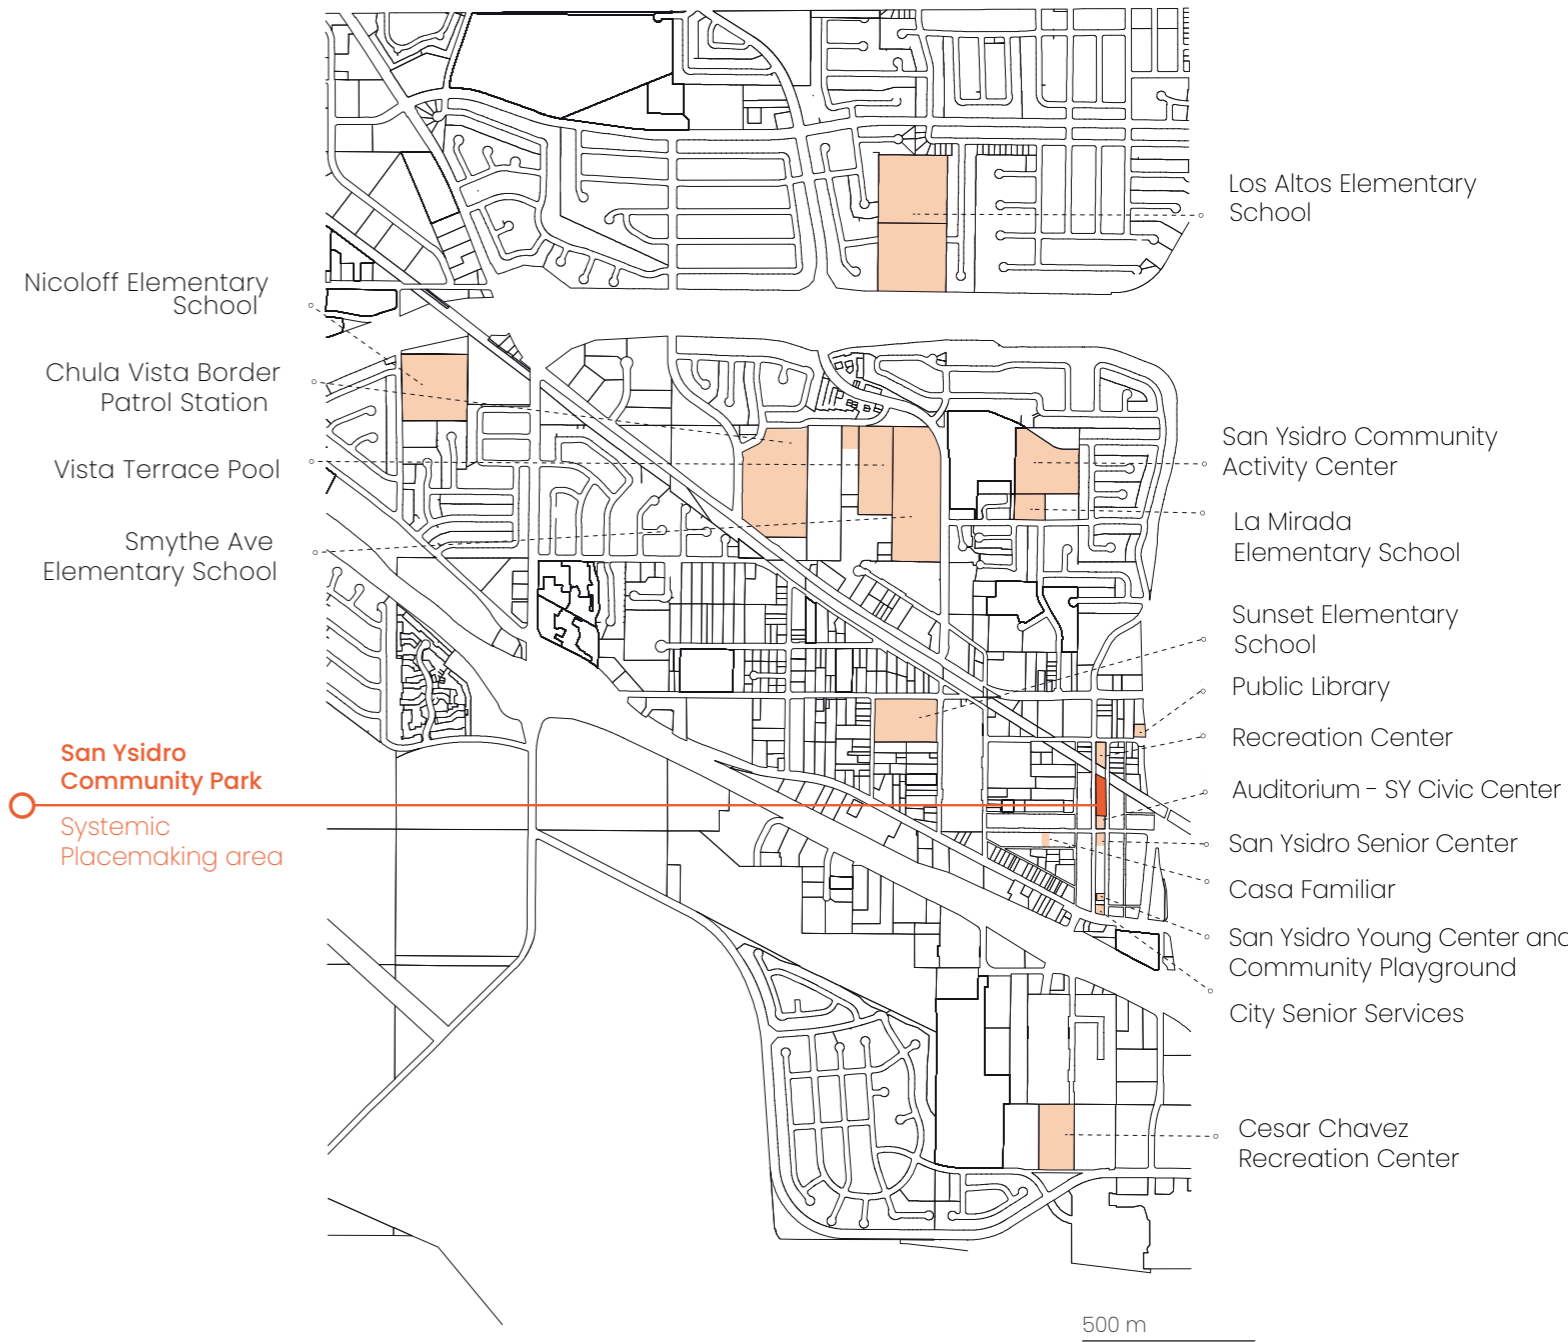 Nicoloff Elementary
School
Chula Vista Border
Patrol Station
Vista Terrace Pool
Smythe Ave
Elementary School
San Ysidro
Community Park
Systemic
Placemaking area
Los Altos Elementary
School
San Ysidro Community
Activity Center
La Mirada
Elementary School
Sunset Elementary
School
Public Library
Recreation Center
Auditorium - SY Civic Center
San Ysidro Senior Center
Casa Familiar
San Ysidro Young Center and
Community Playground
City Senior Services
Cesar Chavez
Recreation Center
500 m